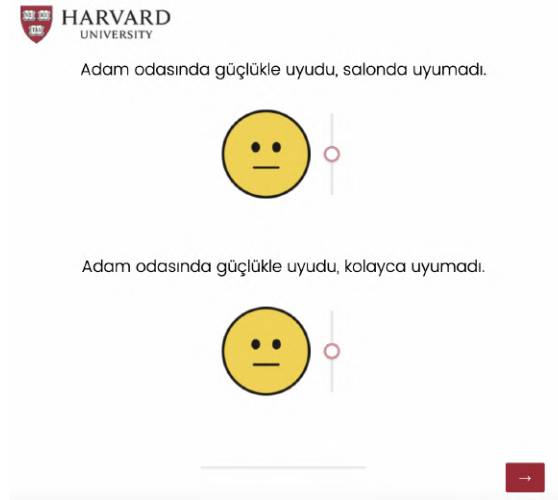 HARVARD
UNIVERSITY
Adam odasında güçlükle uyudu, salonda uyumadı.
Adam odasında güçlükle uyudu, kolayca uyumadı.
→